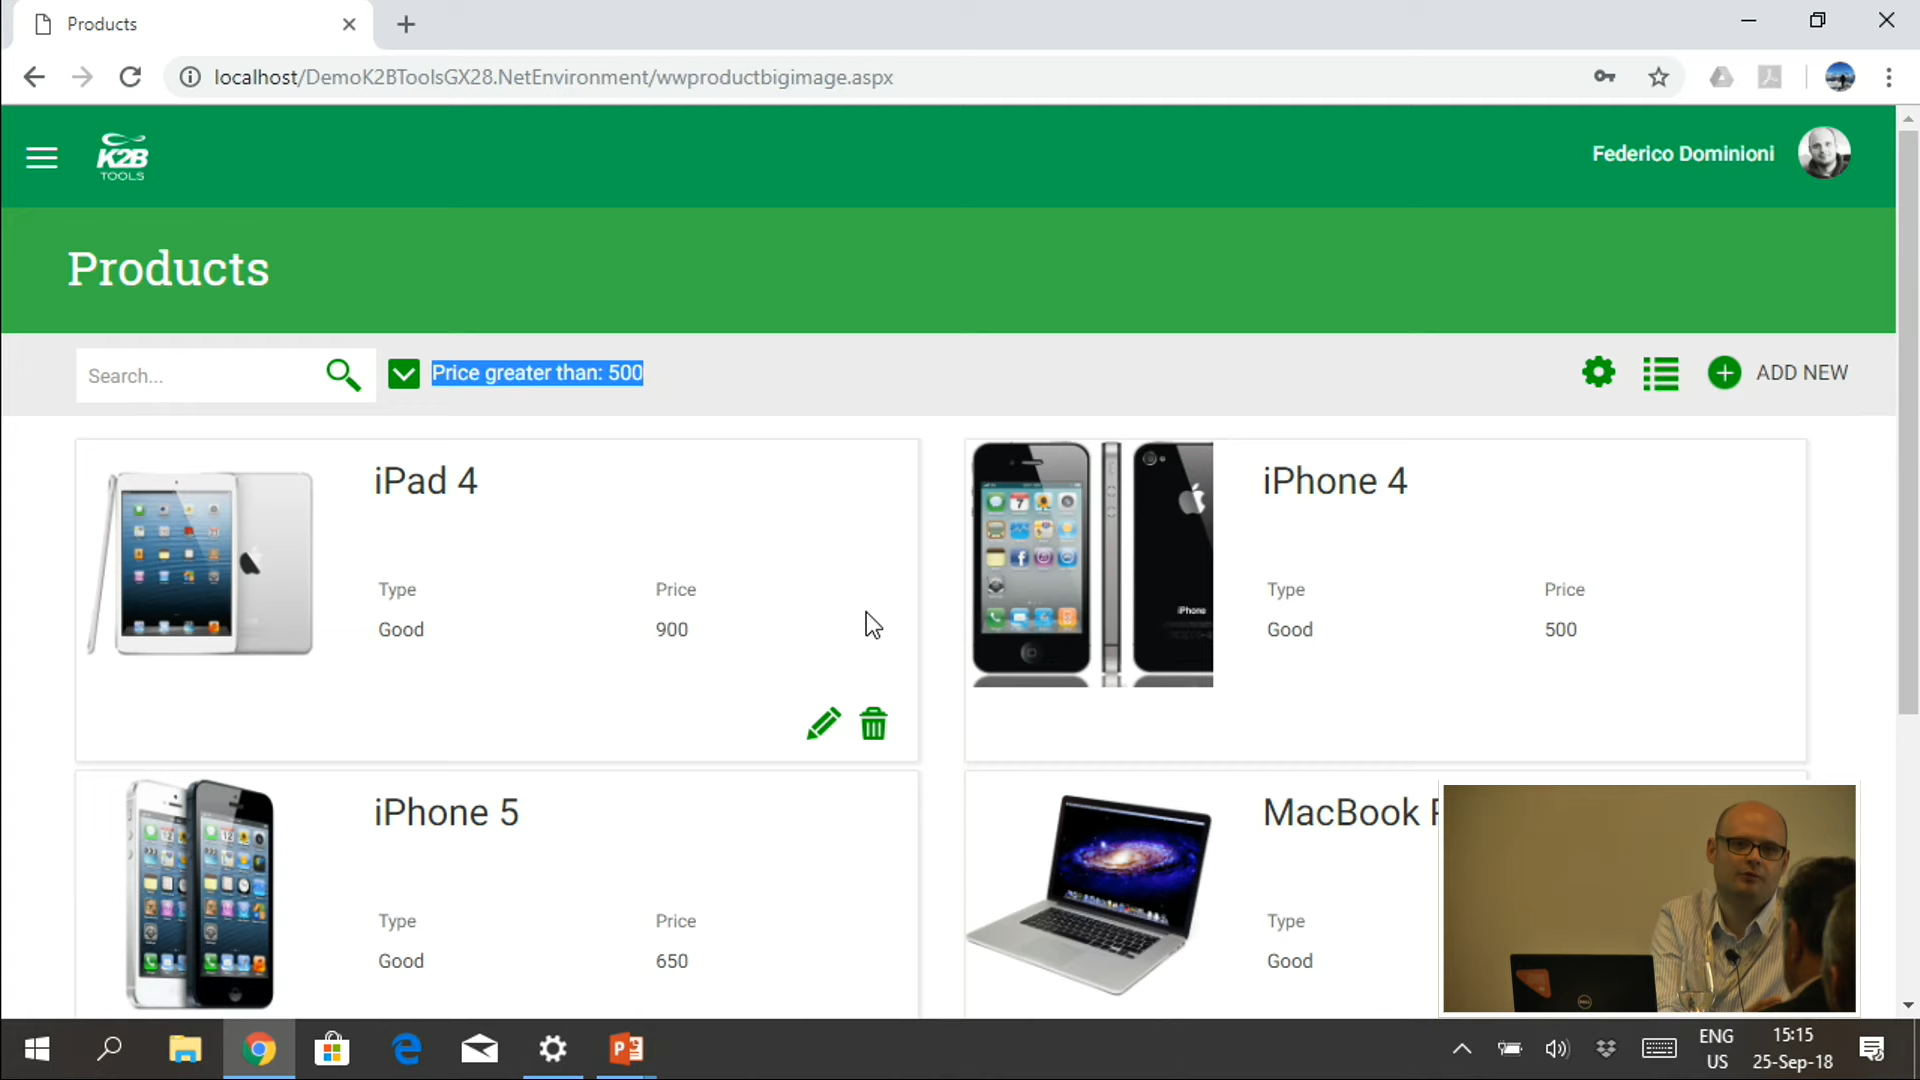 Products
localhost/DemoK2BToolsGX28.NetEnvironment/wwproductbigimage.aspx
K2B
TOOLS
Federico Dominioni
Products
Search...
Price greater than: 500
ADD NEW
iPad 4
Type
Price
Good
900
iPhone 4
Type
Price
Good
500
iPhone
iPhone 5
Type
Price
Good
650
MacBook
Type
Good
DELL
ENG
US
15:15
25-Sep-18